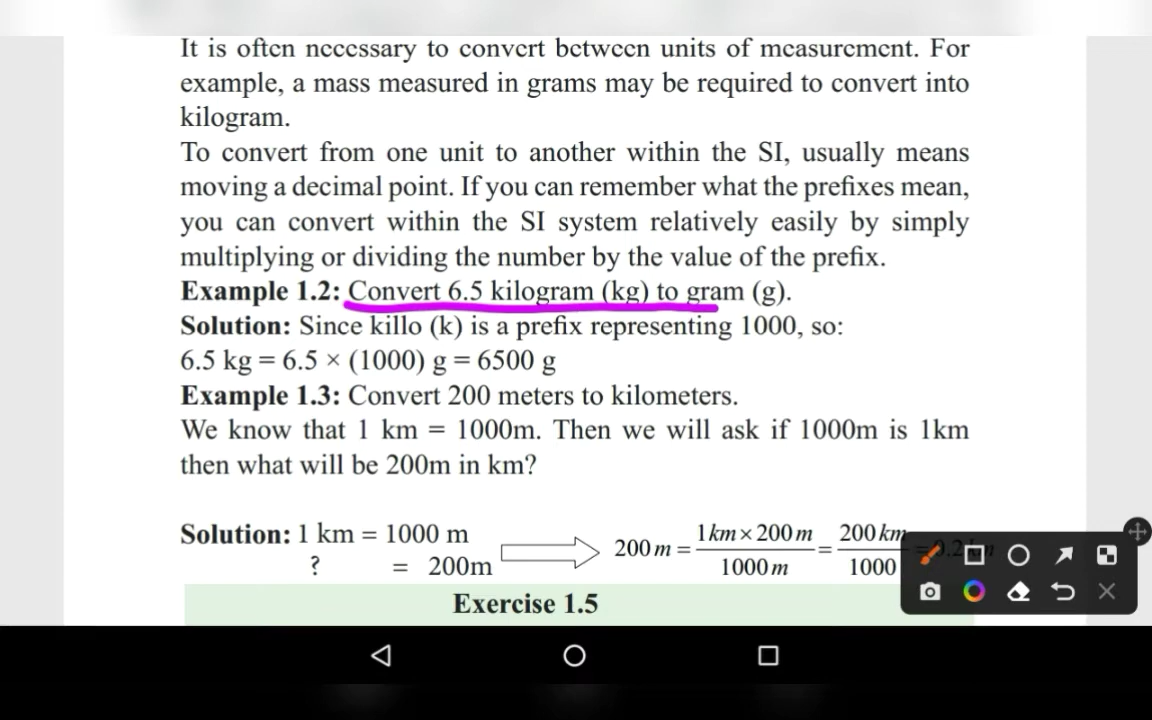 It is often necessary to convert between units of measurement. For
example, a mass measured in grams may be required to convert into
kilogram.
To convert from one unit to another within the SI, usually means
moving a decimal point. If you can remember what the prefixes mean,
you can convert within the SI system relatively easily by simply
multiplying or dividing the number by the value of the prefix.
Example 1.2: Convert 6.5 kilogram (kg) to gram (g).
Solution: Since killo (k) is a prefix representing 1000, so:
6.5 kg = 6.5 × (1000) g = 6500 g
Example 1.3: Convert 200 meters to kilometers.
We know that 1 km = 1000m. Then we will ask if 1000m is 1km
then what will be 200m in km?
Solution: 1 km = 1000 m
? = 200m
200 m = 1 km × 200 m / 1000 m = 200 km / 1000
Exercise 1.5